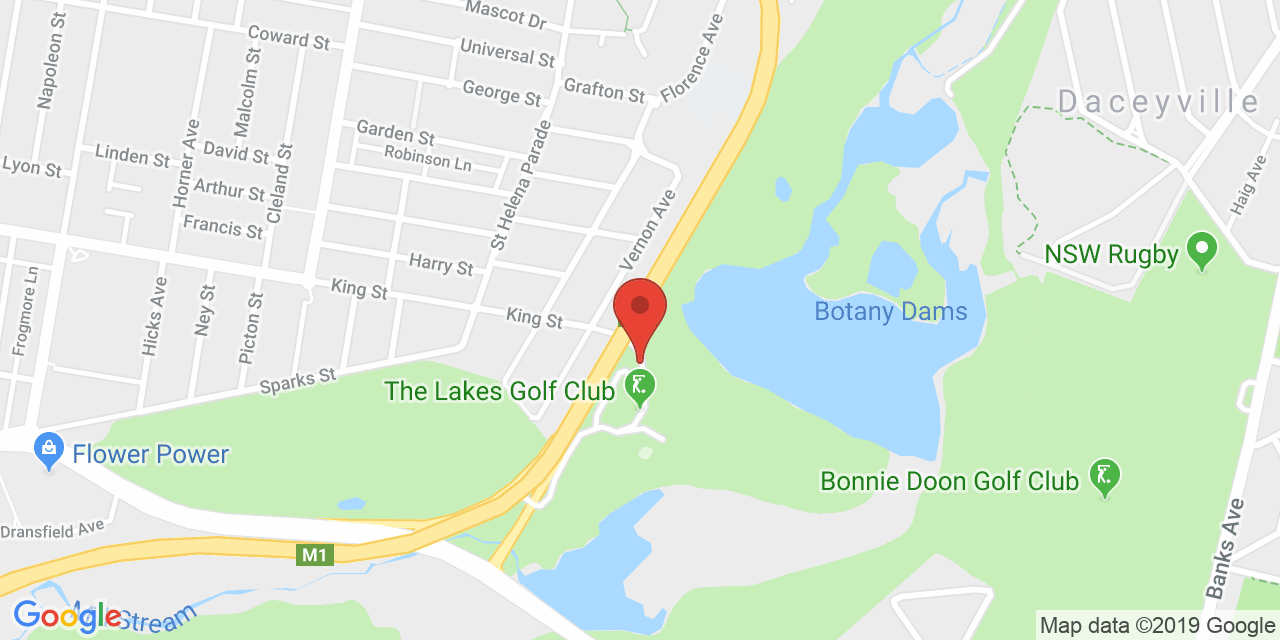 Mascot Dr
Florence Ave
Napoleon St
Coward St
Universal St
Malcolm St
George St
Grafton St
Daceyville
Garden St
Robinson Ln
St Helena Parade
Lyon St
Linden St
Horner Ave
David St
Cleland St
Arthur St
Haig Ave
Francis St
Vernon Ave
Harry St
NSW Rugby
Frogmore Ln
Hicks Ave
Ney St
Picton St
King St
King St
Botany Dams
Sparks St
The Lakes Golf Club
Flower Power
Bonnie Doon Golf Club
Dransfield Ave
M1
Banks Ave
Stream
Google
Map data ©2019 Google